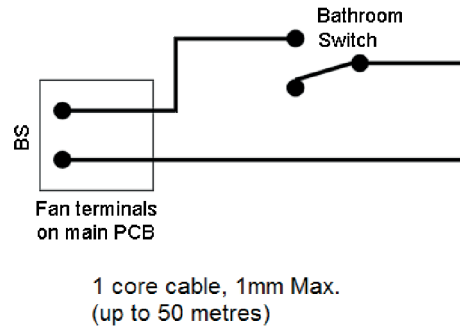 Bathroom
Switch
BS
Fan terminals
on main PCB
1 core cable, 1mm Max.
(up to 50 metres)